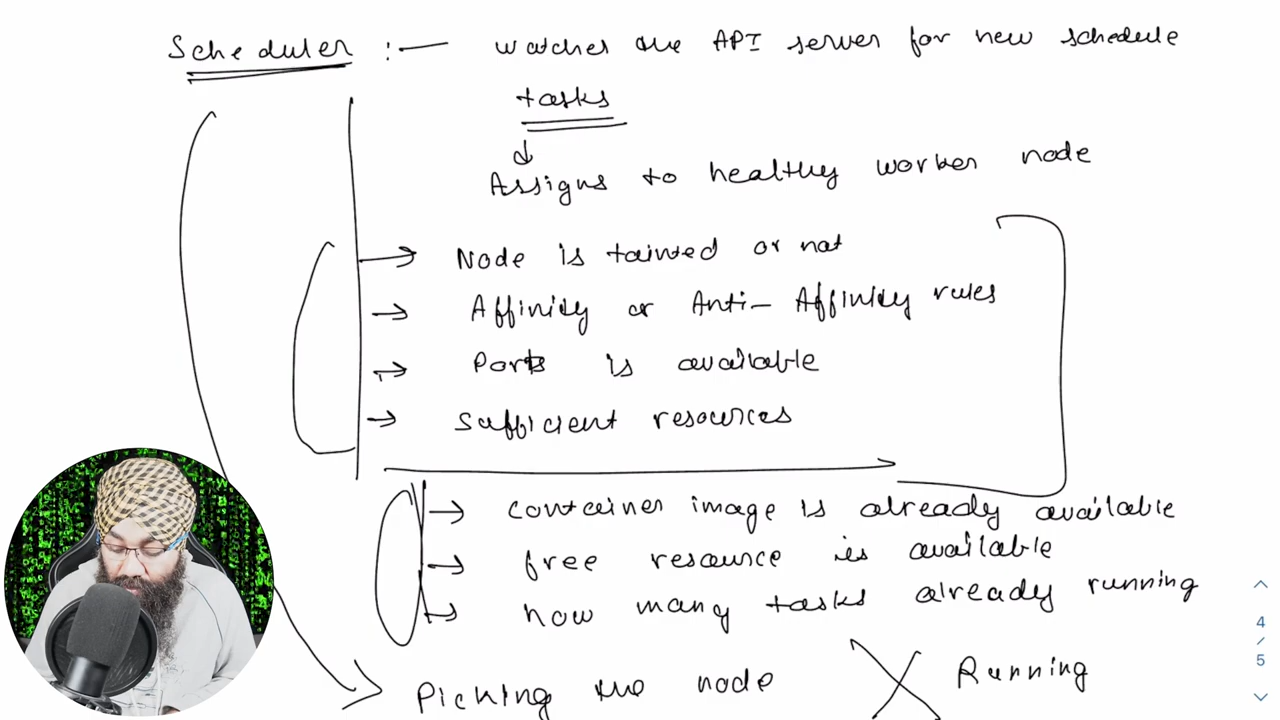 Scheduler :— watches the API server for new schedule
tasks
Assigns to healthy worker node
→ Node is tainted or not
→ Affinity or Anti-Affinity rules
→ Ports is available
→ Sufficient resources
→ container image is already available
→ free resource is available
→ how many tasks already running
Picking the node
Running
4
/
5